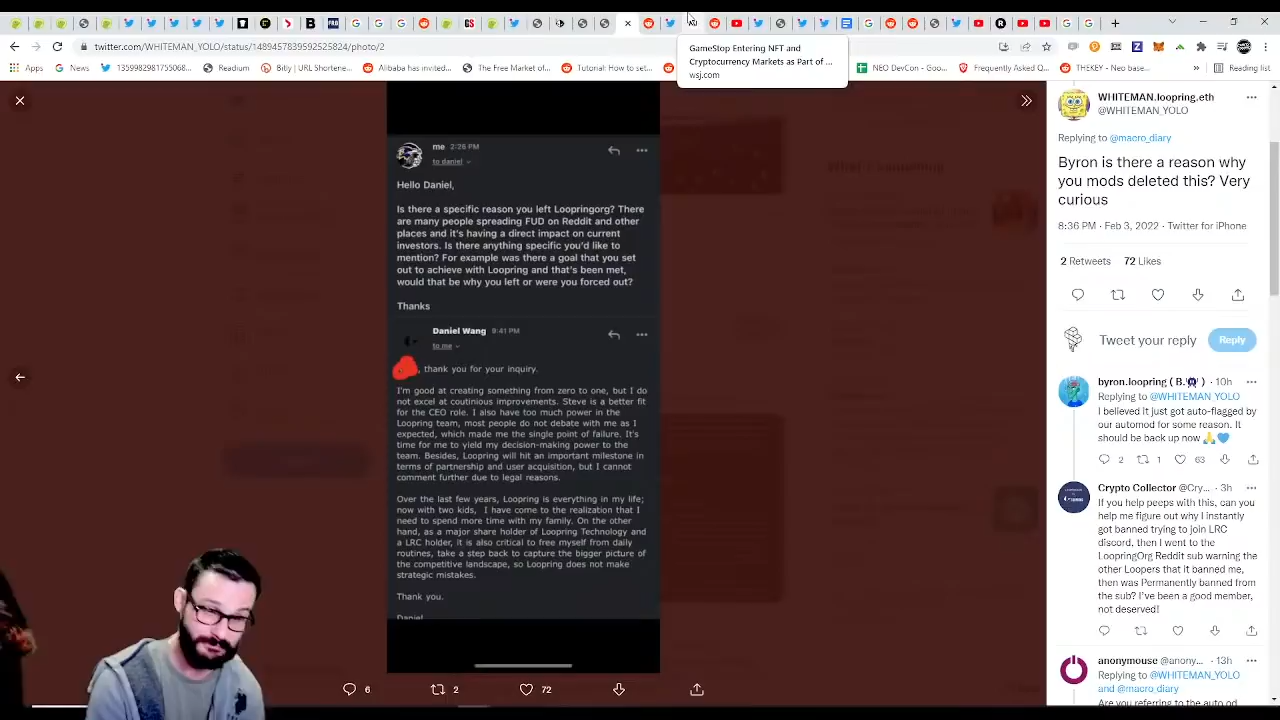 twitter.com/WHITEMAN_YOLO/status/1489457839592525824/photo/2
GameStop Entering NFT and
Cryptocurrency Markets as Part of ...
wsj.com
Apps
News
1359982981755068...
Readium
Bitly | URL Shortene...
Alibaba has invited...
The Free Market of...
Tutorial: How to set...
NEO DevCon - Goo...
Frequently Asked Q...
THEKEY - Neo base...
»
Reading list
me 2:26 PM
to daniel
Hello Daniel,
Is there a specific reason you left Loopringorg? There
are many people spreading FUD on Reddit and other
places and it's having a direct impact on current
investors. Is there anything specific you'd like to
mention? For example was there a goal that you set
out to achieve with Loopring and that's been met,
would that be why you left or were you forced out?
Thanks
Daniel Wang 9:41 PM
to me
, thank you for your inquiry.
I'm good at creating something from zero to one, but I do
not excel at coutinious improvements. Steve is a better fit
for the CEO role. I also have too much power in the
Loopring team, most people do not debate with me as I
expected, which made me the single point of failure. It's
time for me to yield my decision-making power to the
team. Besides, Loopring will hit an important milestone in
terms of partnership and user acquisition, but I cannot
comment further due to legal reasons.
Over the last few years, Loopring is everything in my life;
now with two kids, I have come to the realization that I
need to spend more time with my family. On the other
hand, as a major share holder of Loopring Technology and
a LRC holder, it is also critical to free myself from daily
routines, take a step back to capture the bigger picture of
the competitive landscape, so Loopring does not make
strategic mistakes.
Thank you.
Daniel
6
2
72
WHITEMAN.loopring.eth
@WHITEMAN_YOLO
Replying to @macro_diary
Byron is there a reason why
you mods deleted this? Very
curious
8:36 PM · Feb 3, 2022 · Twitter for iPhone
2 Retweets 72 Likes
Tweet your reply
Reply
byron.loopring ( B. ) · 10h
Replying to @WHITEMAN_YOLO
I believed it just got auto-flagged by
our automod for some reason. It
should be back up now 🙏💙
2 1 63
Crypto Collector @Cry... · 3h
If you help peeps with this, can you
help me figure out why I instantly
got banned trying to join LRC
discord, then I went to the
LoopringOrg Reddit sub warning the
other Loopers that it banned me,
then was Permanently banned from
the sub? I've been a good member,
not deserved!
anonymouse @anony... · 13h
Replying to @WHITEMAN_YOLO
and @macro_diary
Are you referring to the auto od